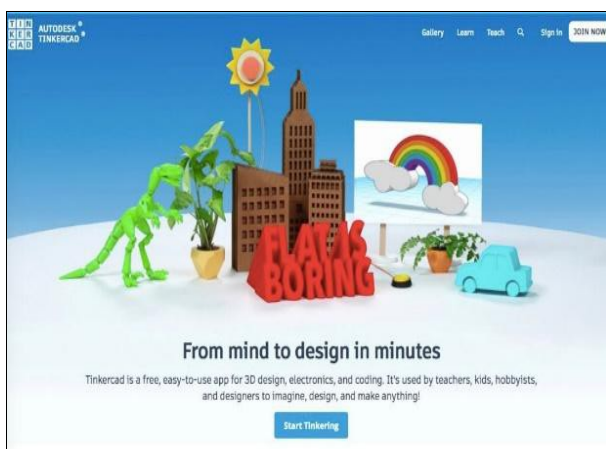 TIN
KER
CAD
AUTODESK®
TINKERCAD®
Gallery Learn Teach Sign in JOIN NOW
FLAT IS
BORING
From mind to design in minutes
Tinkercad is a free, easy-to-use app for 3D design, electronics, and coding. It's used by teachers, kids, hobbyists,
and designers to imagine, design, and make anything!
Start Tinkering